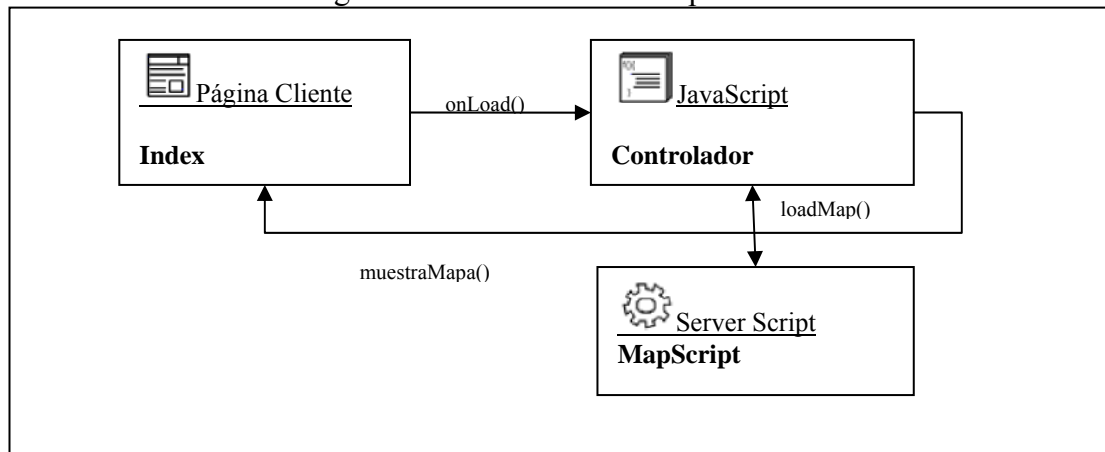 Página Cliente
Index
onLoad()
JavaScript
Controlador
loadMap()
muestraMapa()
Server Script
MapScript